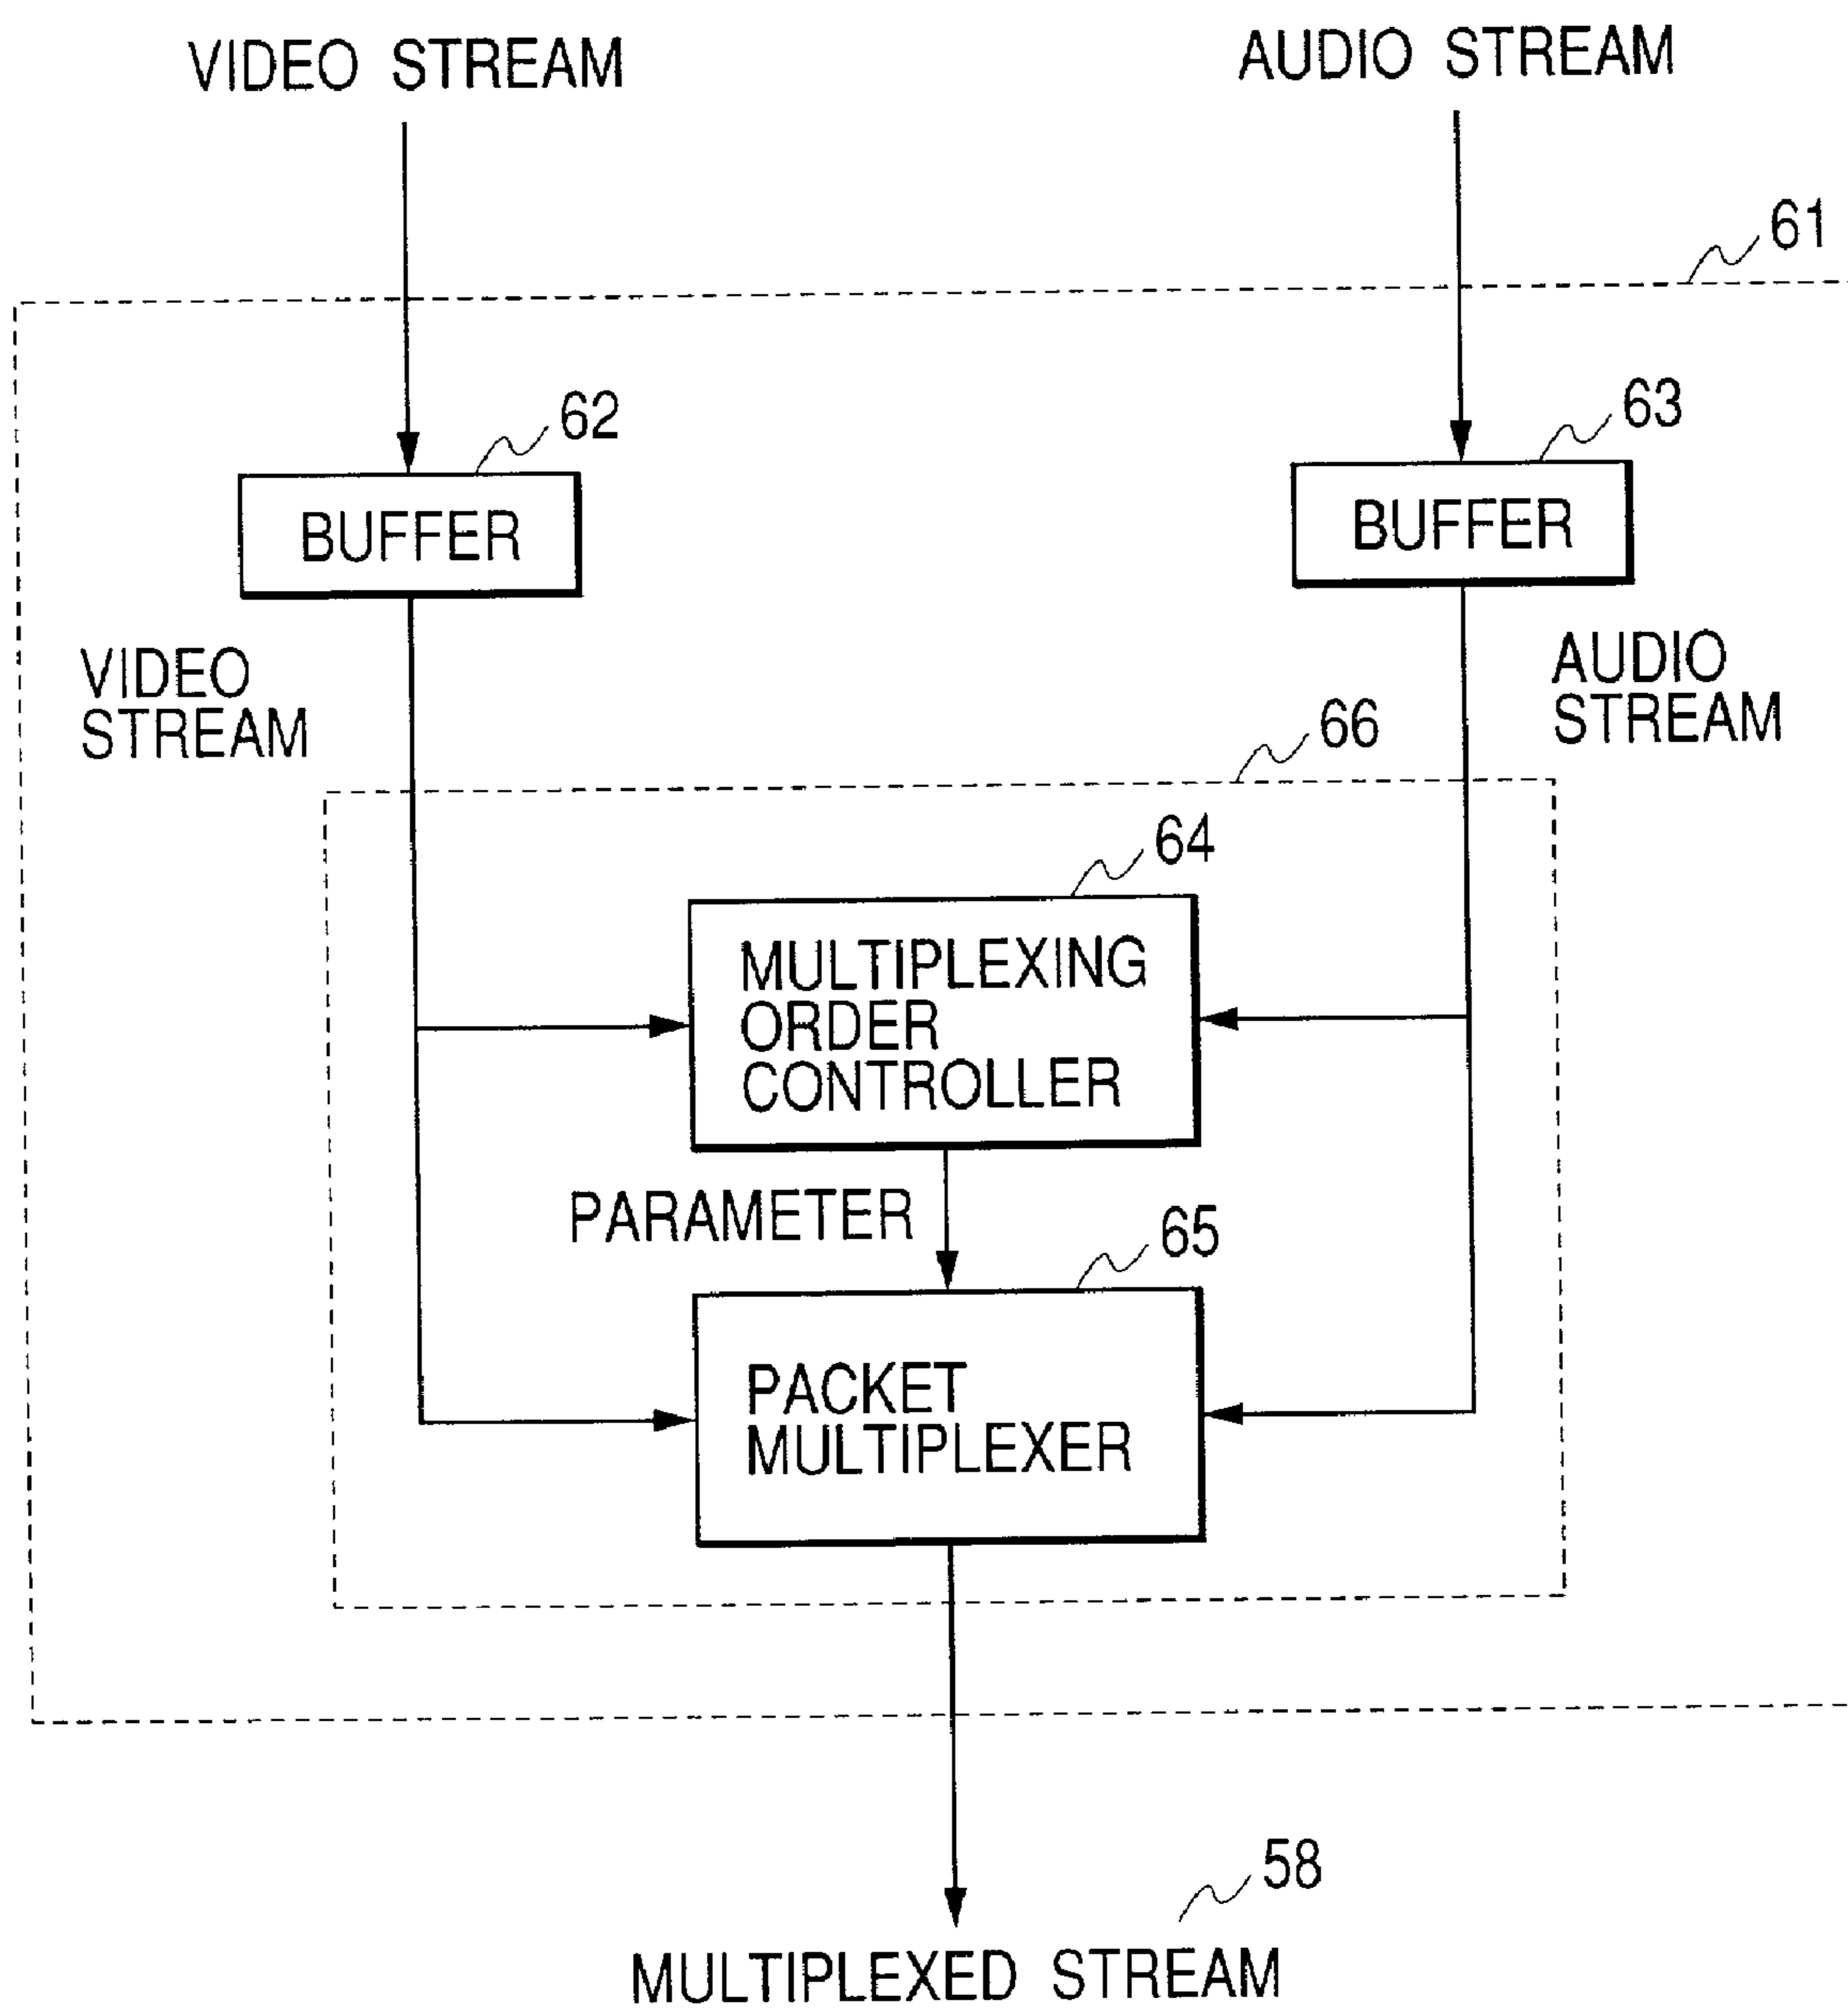 VIDEO STREAM
AUDIO STREAM
61
62
63
BUFFER
BUFFER
VIDEO
STREAM
AUDIO
STREAM
66
64
MULTIPLEXING
ORDER
CONTROLLER
PARAMETER
65
PACKET
MULTIPLEXER
58
MULTIPLEXED STREAM